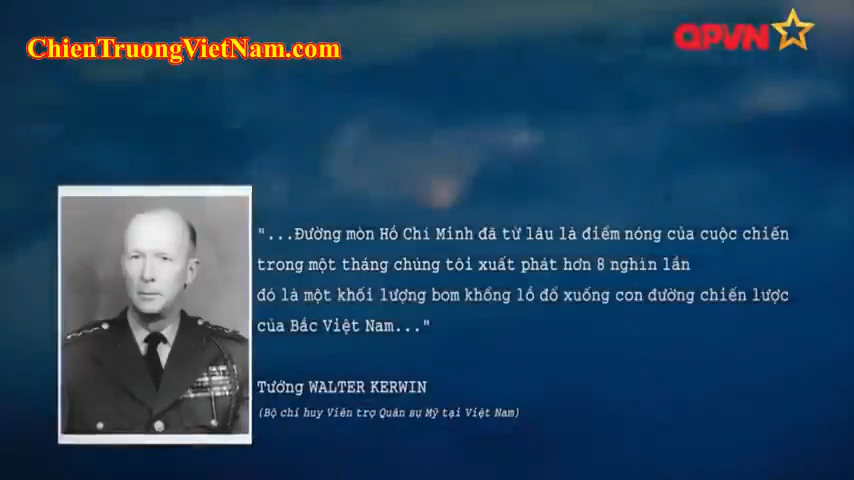 ChienTruongVietNam.com
QPVN
"...Đường mòn Hồ Chí Minh đã từ lâu là điểm nóng của cuộc chiến
trong một tháng chúng tôi xuất phát hơn 8 nghìn lần
đó là một khối lượng bom khổng lồ đổ xuống con đường chiến lược
của Bắc Việt Nam..."
Tướng WALTER KERWIN
(Bộ chỉ huy Viên trợ Quân sự Mỹ tại Việt Nam)